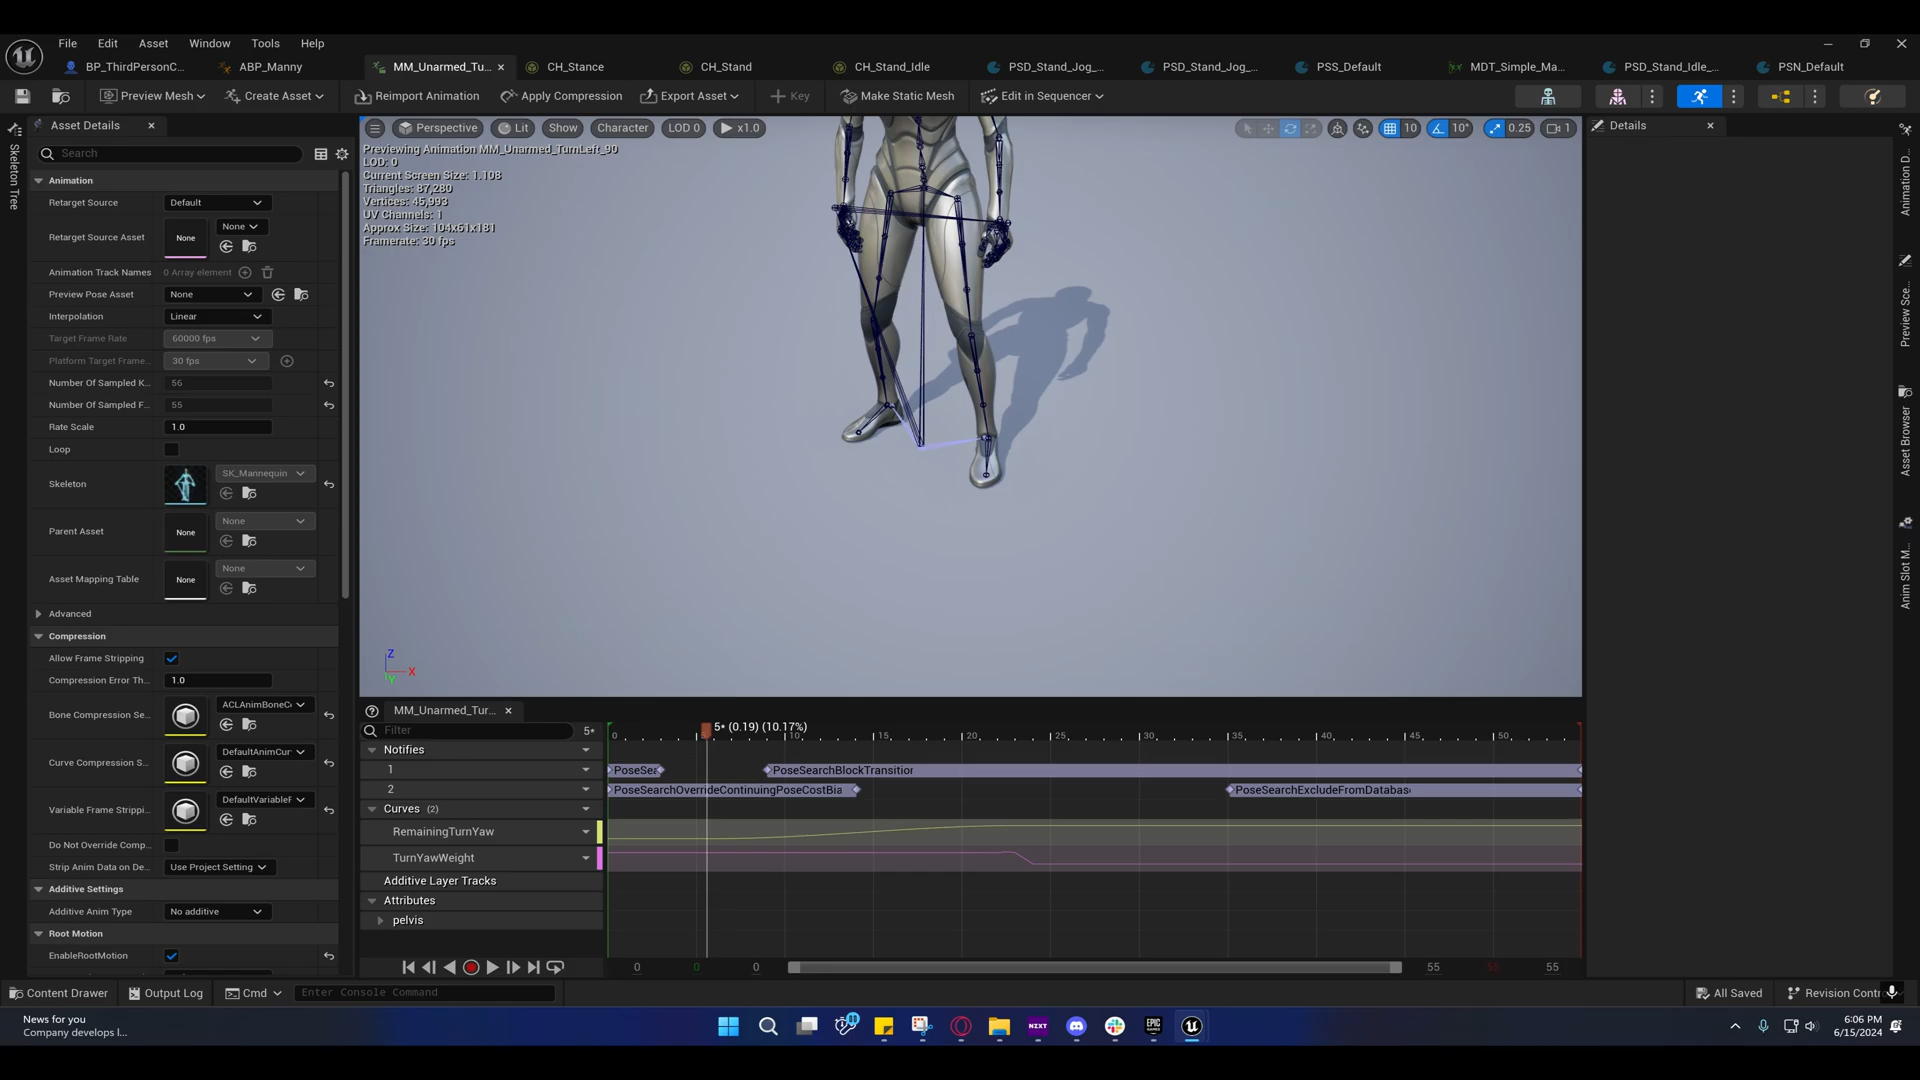 File Edit Asset Window Tools Help
BP_ThirdPersonC... ABP_Manny MM_Unarmed_Tu... CH_Stance CH_Stand CH_Stand_Idle PSD_Stand_Jog_... PSD_Stand_Jog_... PSS_Default MDT_Simple_Ma... PSD_Stand_Idle_... PSN_Default
Preview Mesh Create Asset Reimport Animation Apply Compression Export Asset Key Make Static Mesh Edit in Sequencer
Asset Details
Search
Animation
Retarget Source Default
Retarget Source Asset None None
Animation Track Names 0 Array element
Preview Pose Asset None
Interpolation Linear
Target Frame Rate 60000 fps
Platform Target Frame... 30 fps
Number Of Sampled K... 56
Number Of Sampled F... 55
Rate Scale 1.0
Loop
Skeleton SK_Mannequin
Parent Asset None None
Asset Mapping Table None None
Advanced
Compression
Allow Frame Stripping
Compression Error Th... 1.0
Bone Compression Se... ACLAnimBoneC
Curve Compression S... DefaultAnimCur
Variable Frame Strippi... DefaultVariableF
Do Not Override Comp...
Strip Anim Data on De... Use Project Setting
Additive Settings
Additive Anim Type No additive
Root Motion
EnableRootMotion
Skeleton Tree
Perspective Lit Show Character LOD 0 x1.0
10 10° 0.25 1
Previewing Animation MM_Unarmed_TurnLeft_90
LOD: 0
Current Screen Size: 1.108
Triangles: 87,280
Vertices: 45,993
UV Channels: 1
Approx Size: 104x61x181
Framerate: 30 fps
Z
X
Y
MM_Unarmed_Tur...
Filter 5*
5* (0.19) (10.17%)
0 10 15 20 25 30 35 40 45 50
Notifies
1 PoseSea PoseSearchBlockTransition
2 PoseSearchOverrideContinuingPoseCostBia PoseSearchExcludeFromDatabas
Curves (2)
RemainingTurnYaw
TurnYawWeight
Additive Layer Tracks
Attributes
pelvis
0 0 0 55 55 55
Details
Animation D...
Preview Sce...
Asset Browser
Anim Slot M...
Content Drawer Output Log Cmd Enter Console Command All Saved Revision Contr
News for you
Company develops l...
NZXT
EPIC
GAMES
6:06 PM
6/15/2024